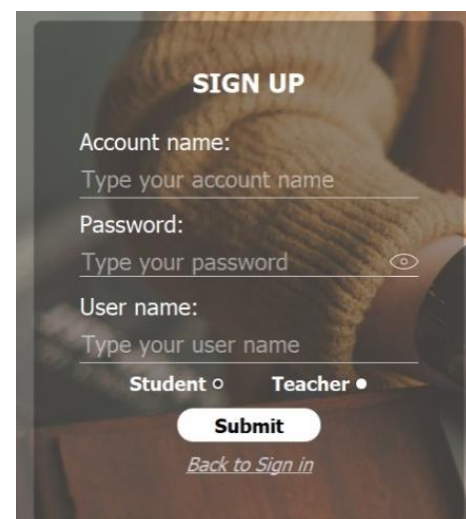 SIGN UP
Account name:
Type your account name
Password:
Type your password
User name:
Type your user name
Student Teacher
Submit
Back to Sign in